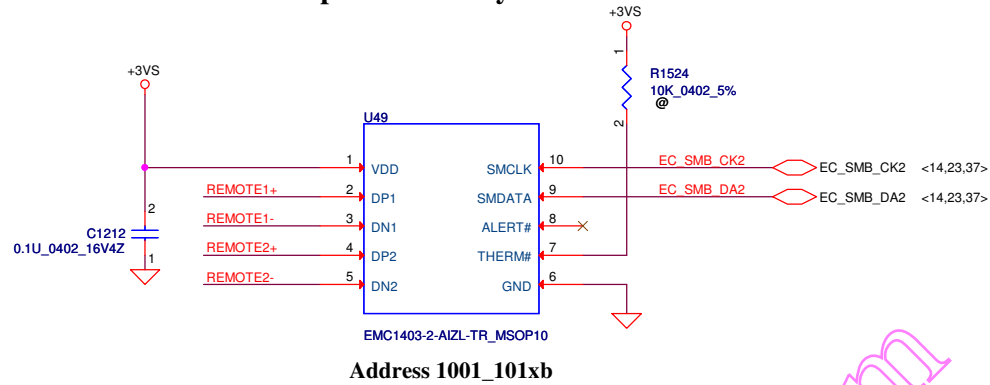 +3VS
+3VS
1
R1524
10K_0402_5%
@
2
U49
1 VDD SMCLK 10 EC_SMB_CK2 EC_SMB_CK2 <14,23,37>
REMOTE1+ 2 DP1 SMDATA 9 EC_SMB_DA2 EC_SMB_DA2 <14,23,37>
REMOTE1- 3 DN1 ALERT# 8
REMOTE2+ 4 DP2 THERM# 7
REMOTE2- 5 DN2 GND 6
2
C1212
0.1U_0402_16V4Z
1
EMC1403-2-AIZL-TR_MSOP10
Address 1001_101xb